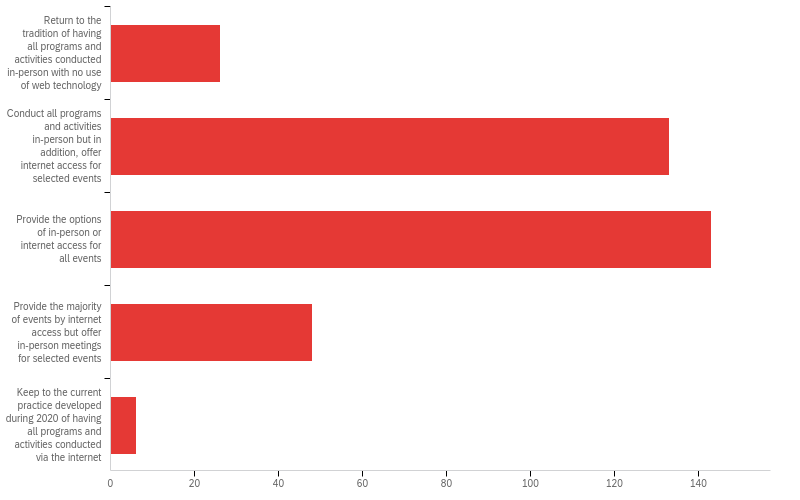 Return to the
tradition of having
all programs and
activities conducted
in-person with no use
of web technology
Conduct all programs
and activities
in-person but in
addition, offer
internet access for
selected events
Provide the options
of in-person or
internet access for
all events
Provide the majority
of events by internet
access but offer
in-person meetings
for selected events
Keep to the current
practice developed
during 2020 of having
all programs and
activities conducted
via the internet
0 20 40 60 80 100 120 140